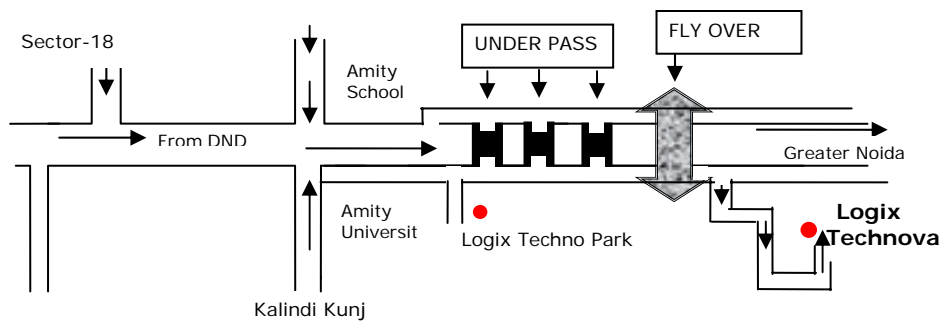 Sector-18
UNDER PASS
FLY OVER
Amity
School
From DND
Greater Noida
Amity
Universit
Logix Techno Park
Logix
Technova
Kalindi Kunj